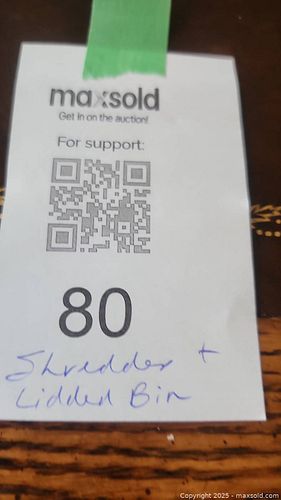 maxsold
Get in on the auction!
For support:
80
Shredder +
Lidded Bin
Copyright 2025 - maxsold.com